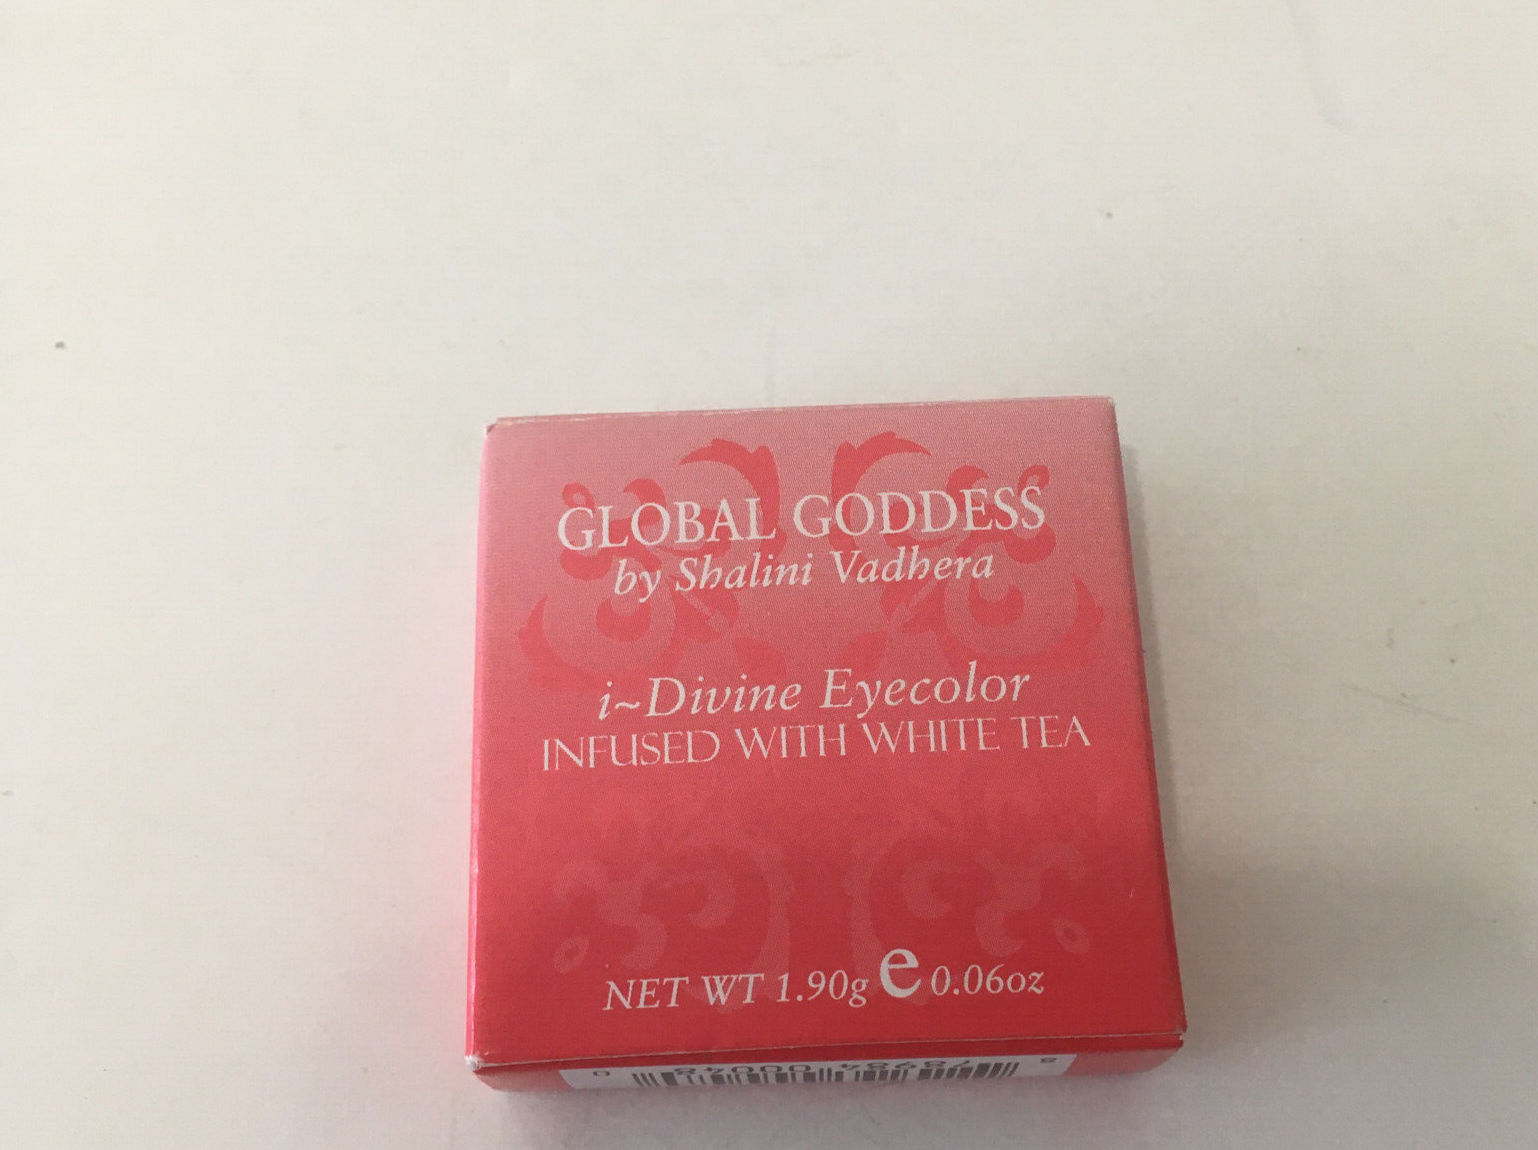 GLOBAL GODDESS
by Shalini Vadhera
i~Divine Eyecolor
INFUSED WITH WHITE TEA
NET WT 1.90g e 0.06oz